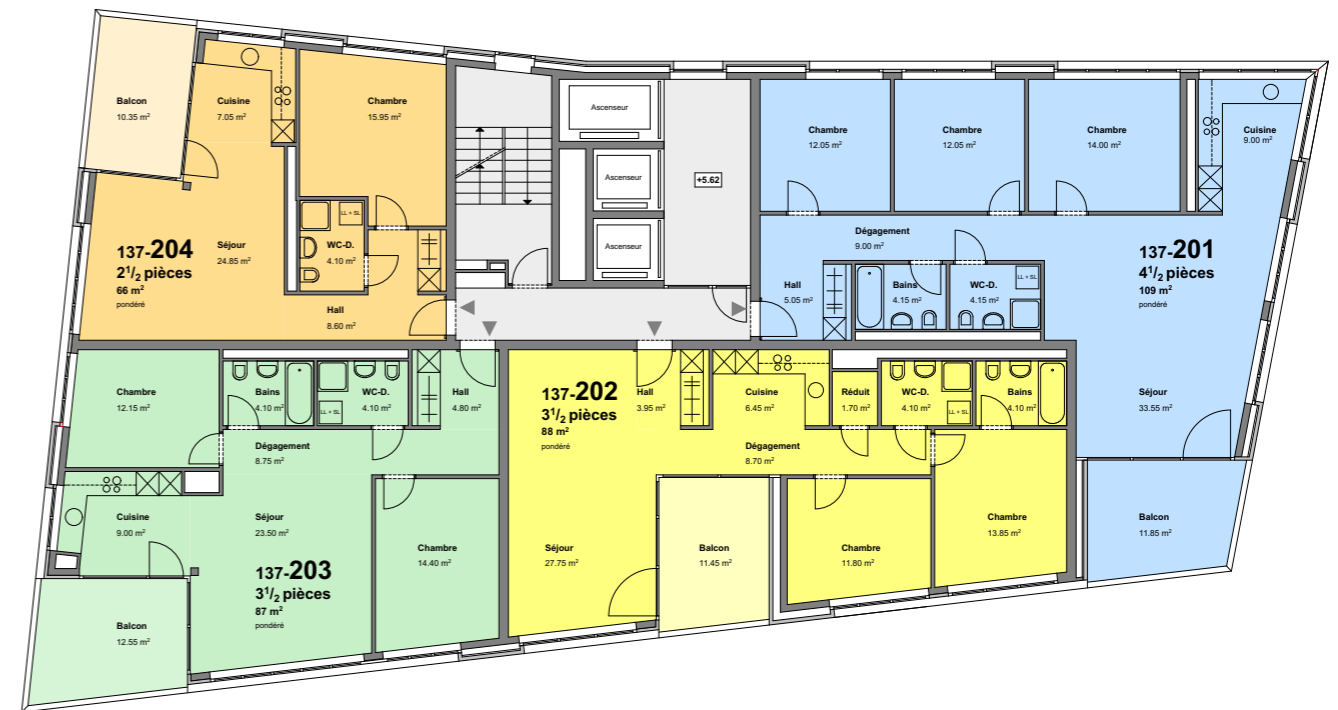 Balcon
10.35 m²
Cuisine
7.05 m²
Chambre
15.95 m²
137-204
2 1/2 pièces
66 m²
pondéré
Séjour
24.85 m²
LL + SL
WC-D.
4.10 m²
Hall
8.60 m²
Ascenseur
Ascenseur
Ascenseur
+5.62
Chambre
12.05 m²
Chambre
12.05 m²
Chambre
14.00 m²
Cuisine
9.00 m²
Dégagement
9.00 m²
Hall
5.05 m²
Bains
4.15 m²
WC-D.
4.15 m²
LL + SL
137-201
4 1/2 pièces
109 m²
pondéré
Séjour
33.55 m²
Balcon
11.85 m²
Chambre
12.15 m²
Bains
4.10 m²
WC-D.
4.10 m²
LL + SL
Hall
4.80 m²
Dégagement
8.75 m²
Cuisine
9.00 m²
Séjour
23.50 m²
137-203
3 1/2 pièces
87 m²
pondéré
Chambre
14.40 m²
Balcon
12.55 m²
137-202
3 1/2 pièces
88 m²
pondéré
Hall
3.95 m²
Cuisine
6.45 m²
Réduit
1.70 m²
WC-D.
4.10 m²
LL + SL
Bains
4.10 m²
Dégagement
8.70 m²
Séjour
27.75 m²
Balcon
11.45 m²
Chambre
11.80 m²
Chambre
13.85 m²